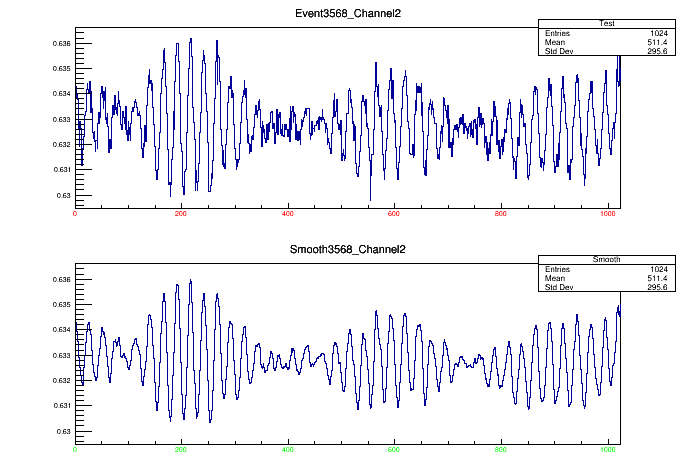 Event3568_Channel2
Test
Entries 1024
Mean 511.4
Std Dev 295.6
0.636
0.635
0.634
0.633
0.632
0.631
0.63
0 200 400 600 800 1000
Smooth3568_Channel2
Smooth
Entries 1024
Mean 511.4
Std Dev 295.6
0.636
0.635
0.634
0.633
0.632
0.631
0.63
0 200 400 600 800 1000